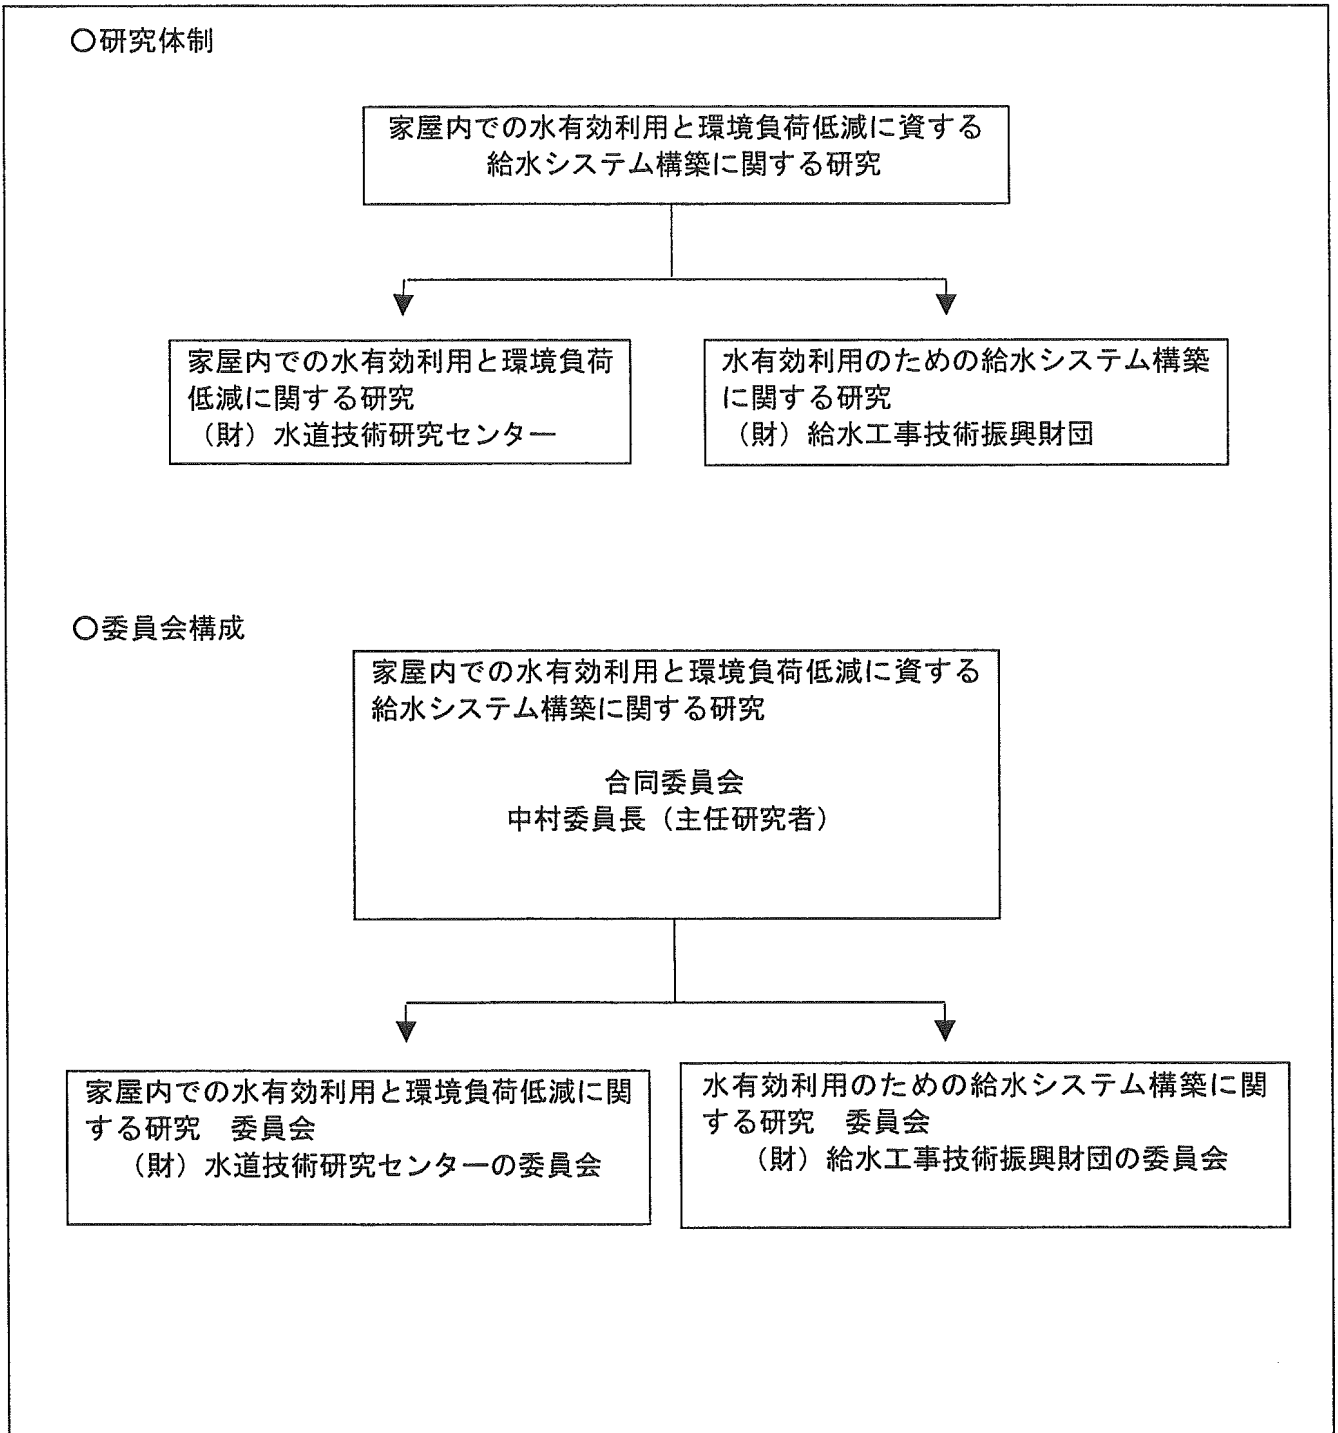 〇研究体制
家屋内での水有効利用と環境負荷低減に資する
給水システム構築に関する研究
家屋内での水有効利用と環境負荷
低減に関する研究
（財）水道技術研究センター
水有効利用のための給水システム構築
に関する研究
（財）給水工事技術振興財団
〇委員会構成
家屋内での水有効利用と環境負荷低減に資する
給水システム構築に関する研究
合同委員会
中村委員長（主任研究者）
家屋内での水有効利用と環境負荷低減に関
する研究　委員会
（財）水道技術研究センターの委員会
水有効利用のための給水システム構築に関
する研究　委員会
（財）給水工事技術振興財団の委員会